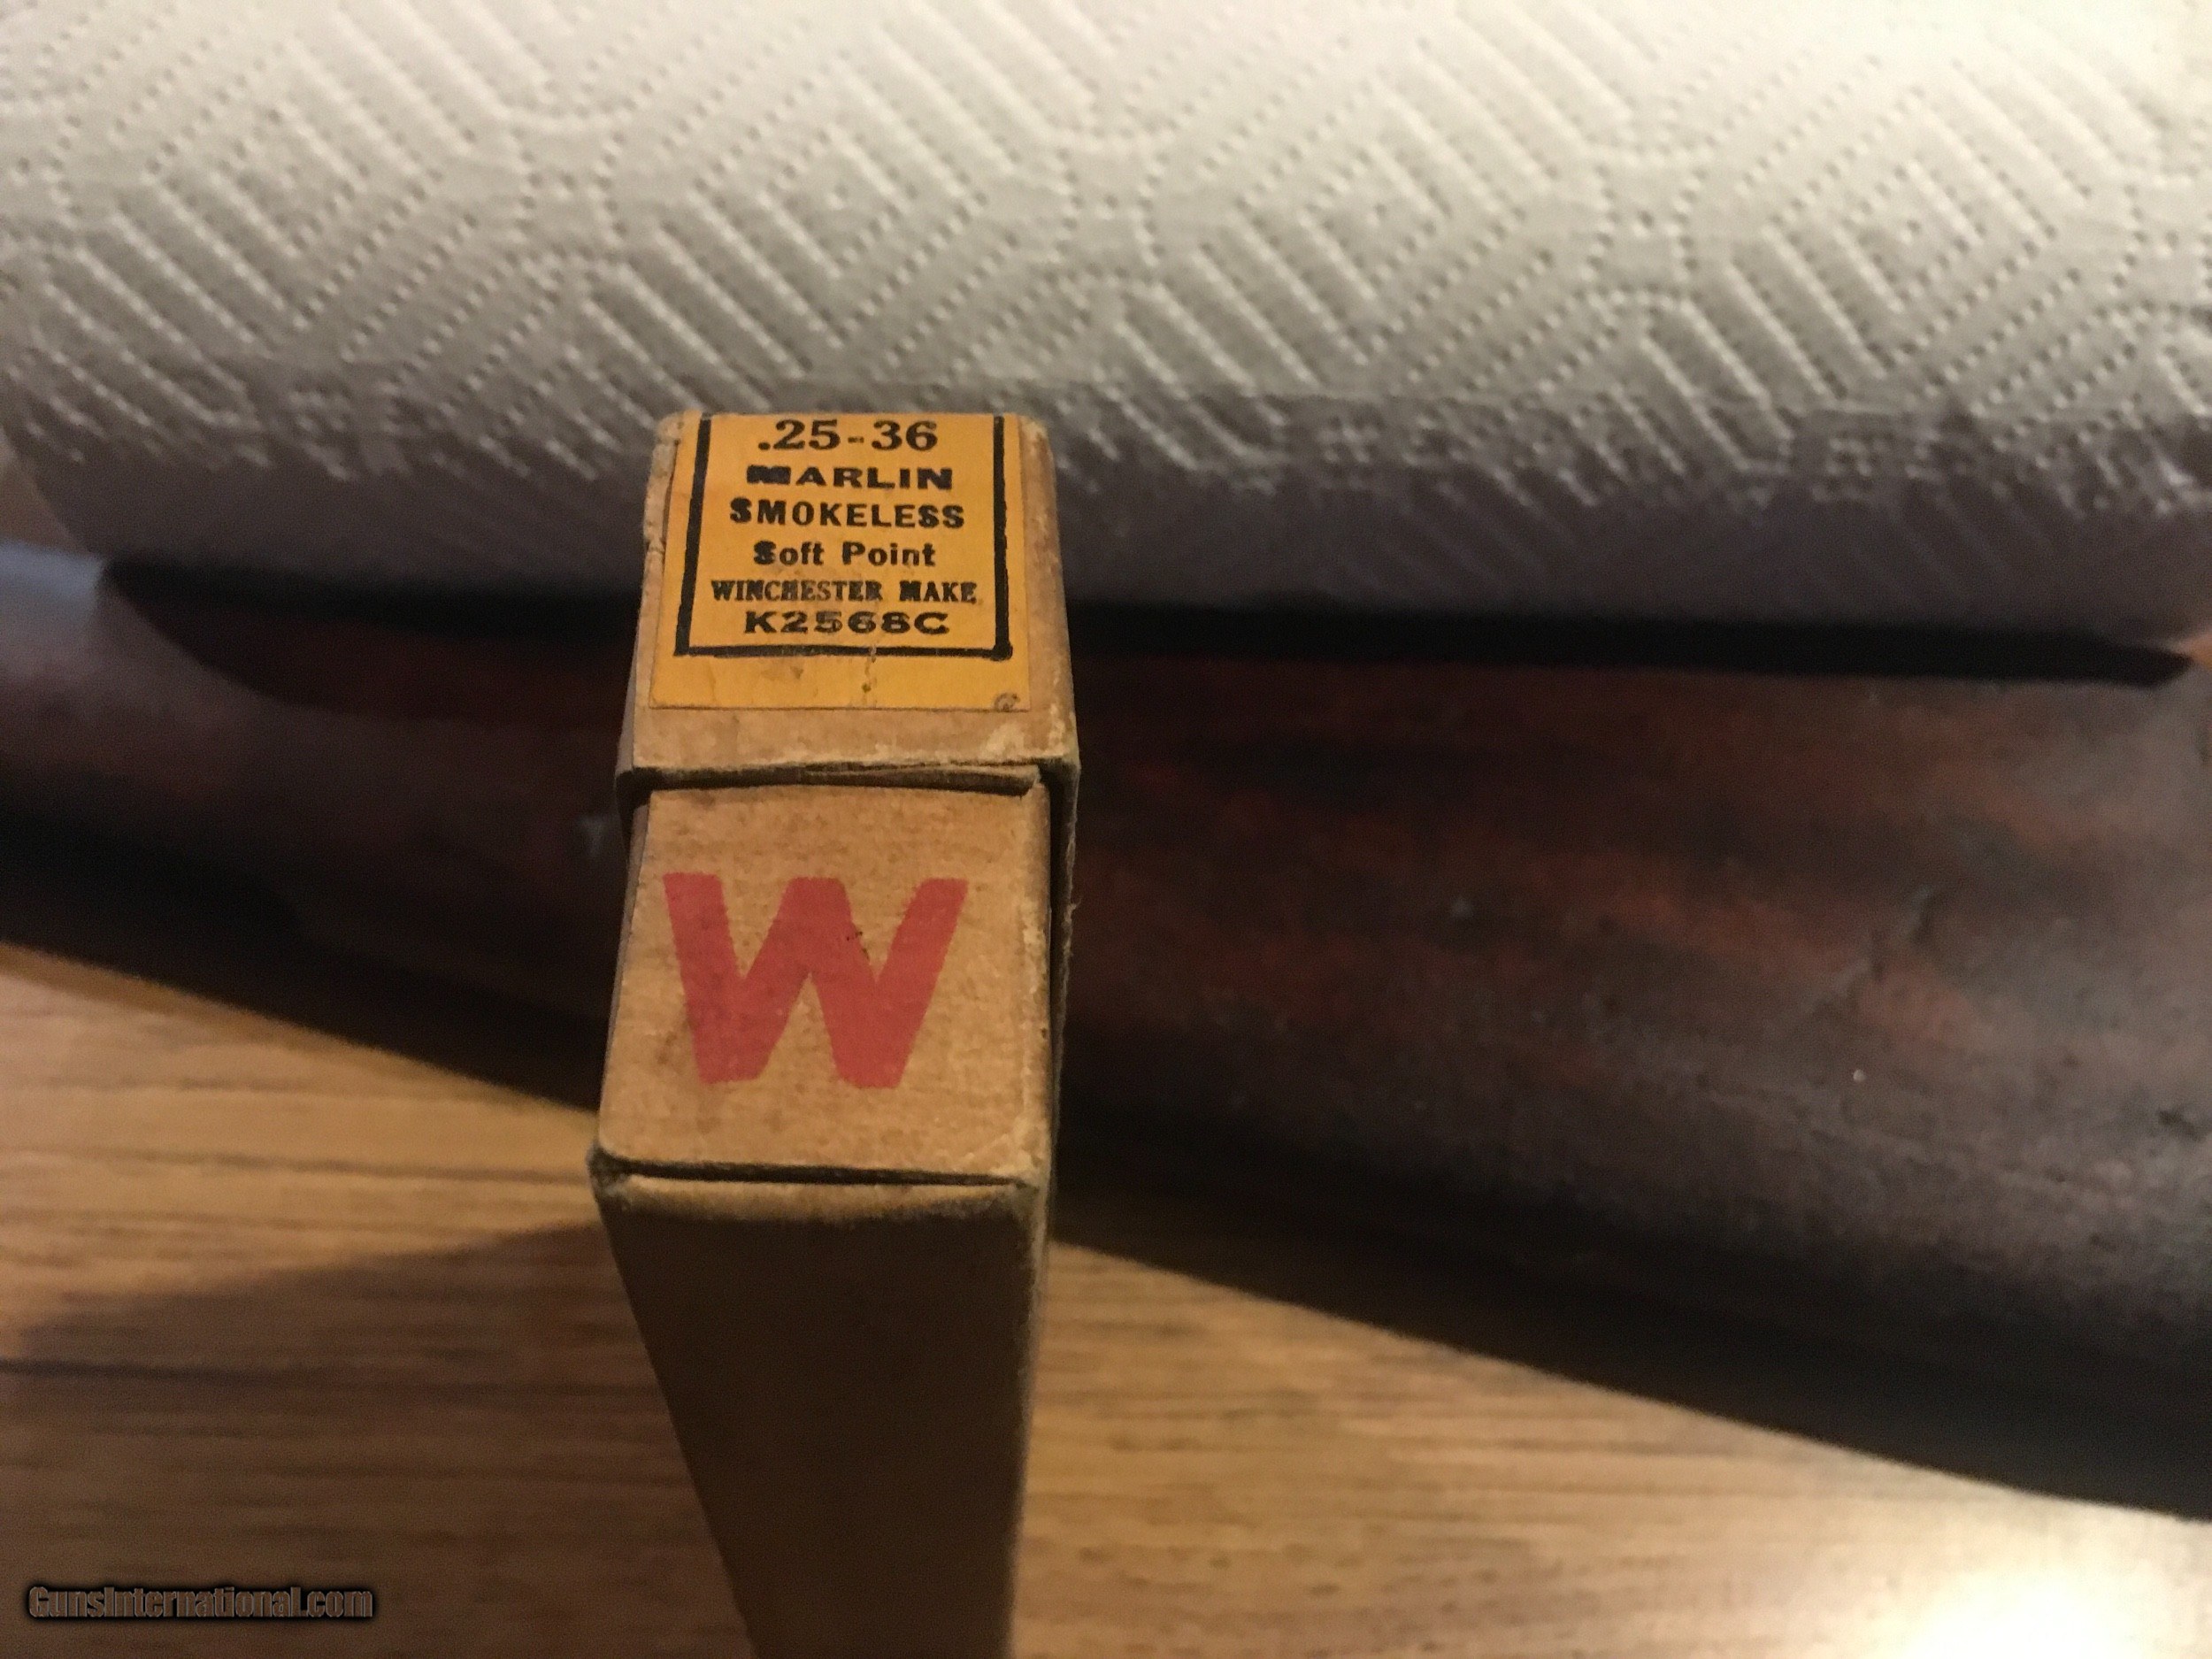 .25-36
MARLIN
SMOKELESS
Soft Point
WINCHESTER MAKE
K2568C
W
GunsInternational.com